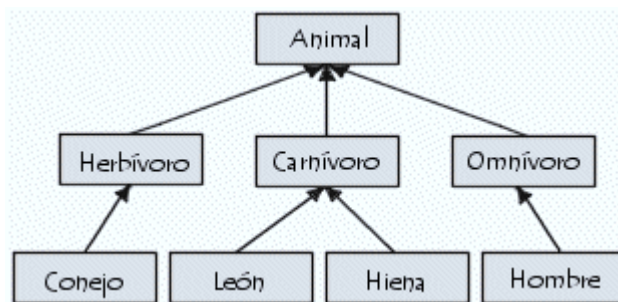 Animal
Herbívoro
Carnívoro
Omnívoro
Conejo
León
Hiena
Hombre